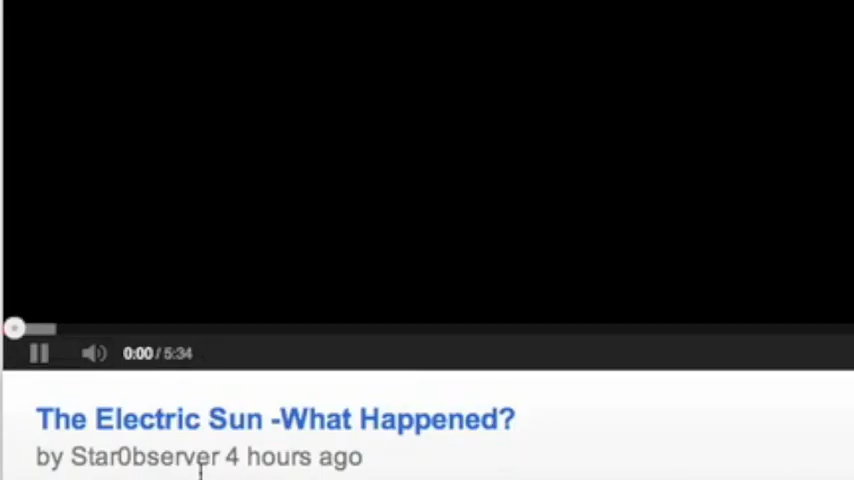 0:00 / 5:34
The Electric Sun -What Happened?
by Star0bserver 4 hours ago